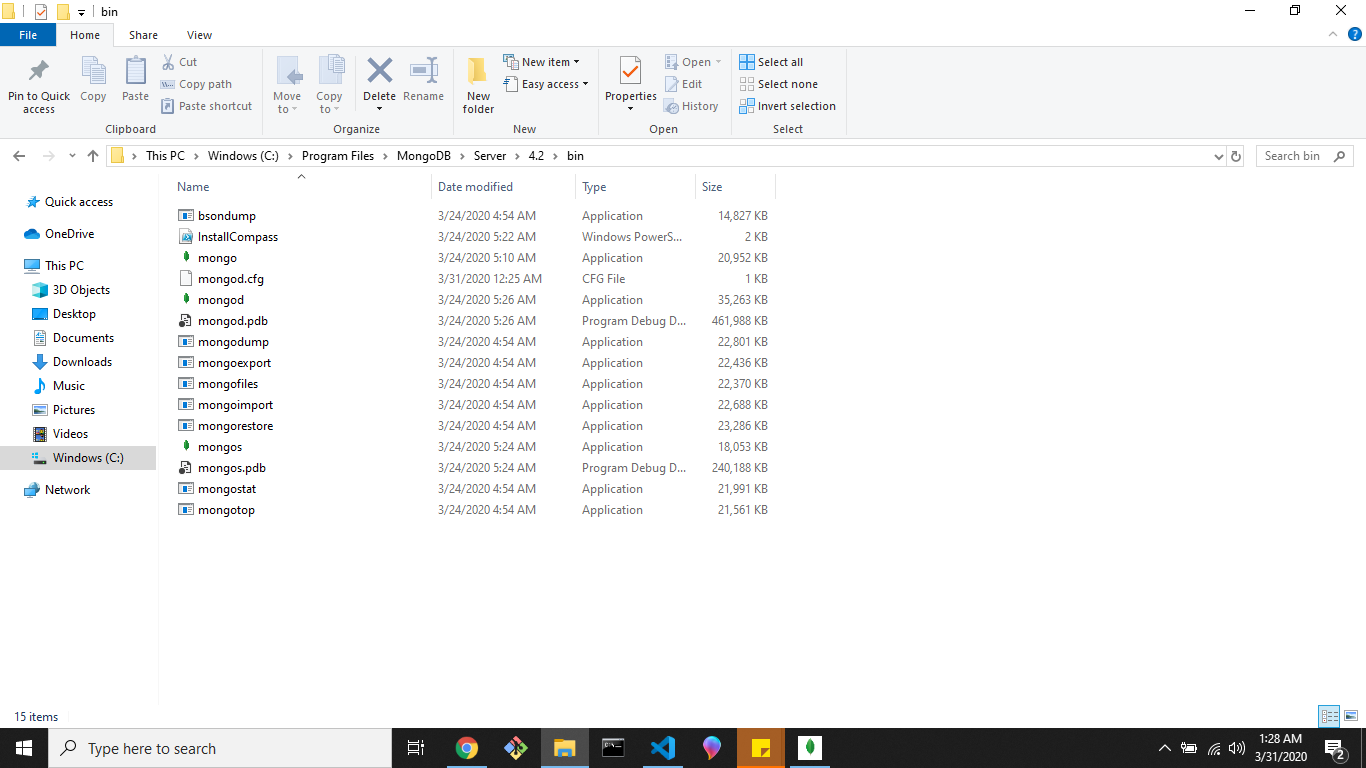 bin
File Home Share View
Pin to Quick access
Copy
Paste
Cut
Copy path
Paste shortcut
Clipboard
Move to
Copy to
Delete
Rename
Organize
New folder
New item
Easy access
New
Properties
Open
Edit
History
Open
Select all
Select none
Invert selection
Select
This PC > Windows (C:) > Program Files > MongoDB > Server > 4.2 > bin
Search bin
Quick access
OneDrive
This PC
3D Objects
Desktop
Documents
Downloads
Music
Pictures
Videos
Windows (C:)
Network
Name Date modified Type Size
bsondump 3/24/2020 4:54 AM Application 14,827 KB
InstallCompass 3/24/2020 5:22 AM Windows PowerS... 2 KB
mongo 3/24/2020 5:10 AM Application 20,952 KB
mongod.cfg 3/31/2020 12:25 AM CFG File 1 KB
mongod 3/24/2020 5:26 AM Application 35,263 KB
mongod.pdb 3/24/2020 5:26 AM Program Debug D... 461,988 KB
mongodump 3/24/2020 4:54 AM Application 22,801 KB
mongoexport 3/24/2020 4:54 AM Application 22,436 KB
mongofiles 3/24/2020 4:54 AM Application 22,370 KB
mongoimport 3/24/2020 4:54 AM Application 22,688 KB
mongorestore 3/24/2020 4:54 AM Application 23,286 KB
mongos 3/24/2020 5:24 AM Application 18,053 KB
mongos.pdb 3/24/2020 5:24 AM Program Debug D... 240,188 KB
mongostat 3/24/2020 4:54 AM Application 21,991 KB
mongotop 3/24/2020 4:54 AM Application 21,561 KB
15 items
Type here to search
1:28 AM
3/31/2020
2